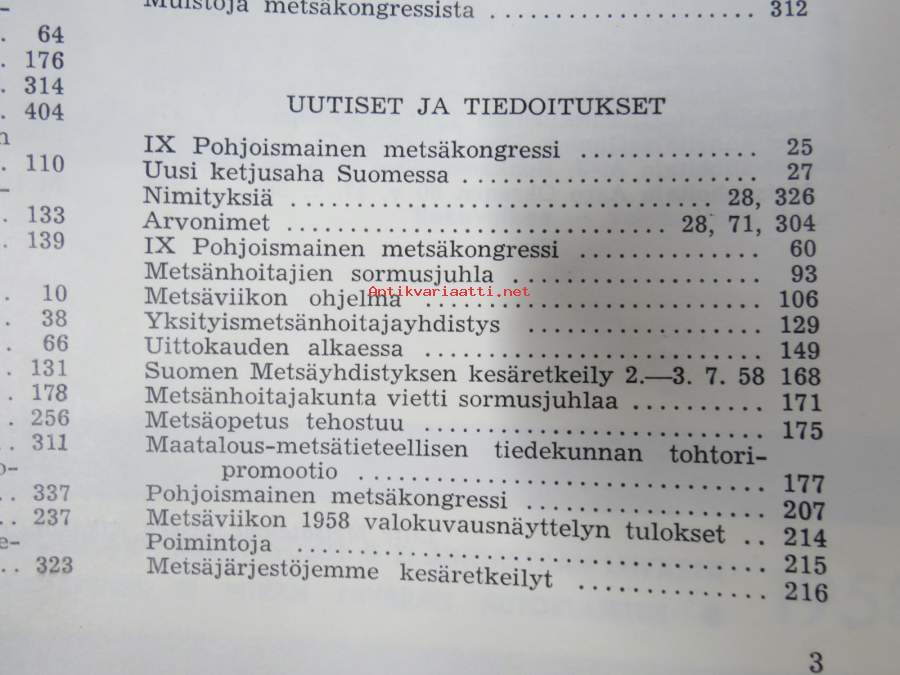 64
176
314
404
n
110
133
139
10
38
66
131
178
256
311
337
237
323
Muistoja metsäkongressista .................... 312
UUTISET JA TIEDOITUKSET
IX Pohjoismainen metsäkongressi ............... 25
Uusi ketjusaha Suomessa ......................... 27
Nimityksiä .................................... 28, 326
Arvonimet ................................ 28, 71, 304
IX Pohjoismainen metsäkongressi ............... 60
Metsänhoitajien sormusjuhla ..................... 93
Metsäviikon ohjelma ............................ 106
Antikvariaatti.net
Yksityismetsänhoitajayhdistys .................... 129
Uittokauden alkaessa ............................. 149
Suomen Metsäyhdistyksen kesäretkeily 2.—3. 7. 58 168
Metsänhoitajakunta vietti sormusjuhlaa ........... 171
Metsäopetus tehostuu ............................. 175
Maatalous-metsätieteellisen tiedekunnan tohtori-
promootio ................................... 177
Pohjoismainen metsäkongressi ..................... 207
Metsäviikon 1958 valokuvausnäyttelyn tulokset .. 214
Poimintoja ....................................... 215
Metsäjärjestöjemme kesäretkeilyt ................ 216
3